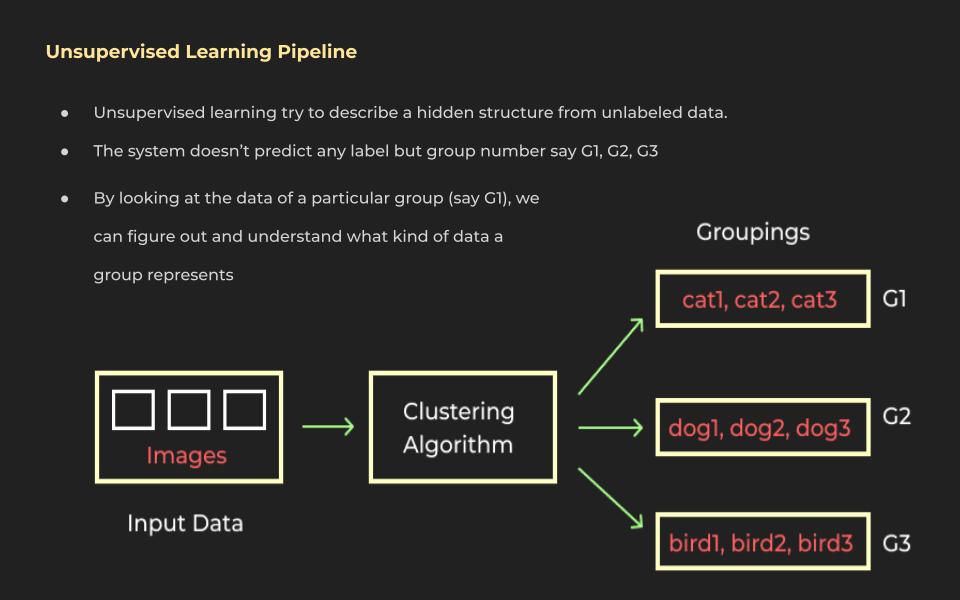 Unsupervised Learning Pipeline
● Unsupervised learning try to describe a hidden structure from unlabeled data.
● The system doesn't predict any label but group number say G1, G2, G3
● By looking at the data of a particular group (say G1), we
can figure out and understand what kind of data a
group represents
Groupings
cat1, cat2, cat3
G1
Images
Input Data
Clustering
Algorithm
dog1, dog2, dog3
G2
bird1, bird2, bird3
G3